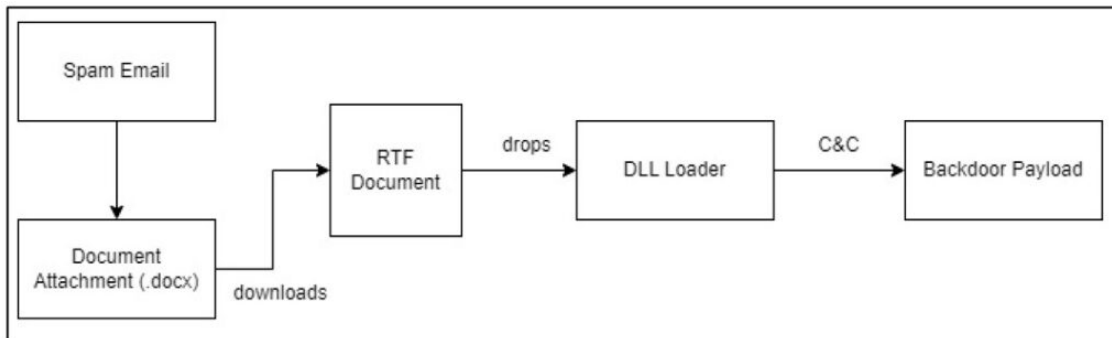 Spam Email
Document
Attachment (.docx)
downloads
RTF
Document
drops
DLL Loader
C&C
Backdoor Payload